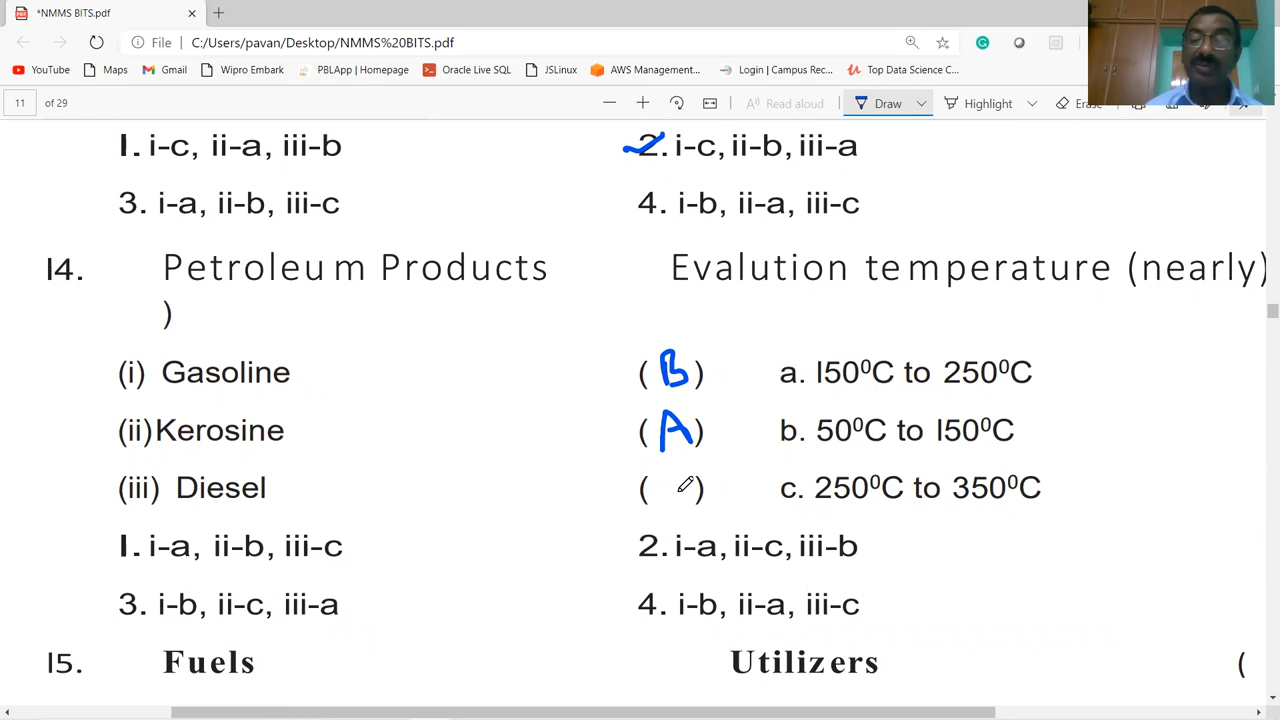 *NMMS BITS.pdf
File C:/Users/pavan/Desktop/NMMS%20BITS.pdf
YouTube Maps Gmail Wipro Embark PBLApp | Homepage Oracle Live SQL JSLinux AWS Management... Login | Campus Rec... Top Data Science C...
11 of 29 Read aloud Draw Highlight Erase
1. i-c, ii-a, iii-b 2. i-c, ii-b, iii-a
3. i-a, ii-b, iii-c 4. i-b, ii-a, iii-c
14. Petroleum Products Evalution temperature (nearly)
)
(i) Gasoline ( B ) a. 150⁰C to 250⁰C
(ii) Kerosine ( A ) b. 50⁰C to 150⁰C
(iii) Diesel ( ) c. 250⁰C to 350⁰C
1. i-a, ii-b, iii-c 2. i-a, ii-c, iii-b
3. i-b, ii-c, iii-a 4. i-b, ii-a, iii-c
15. Fuels Utilizers (